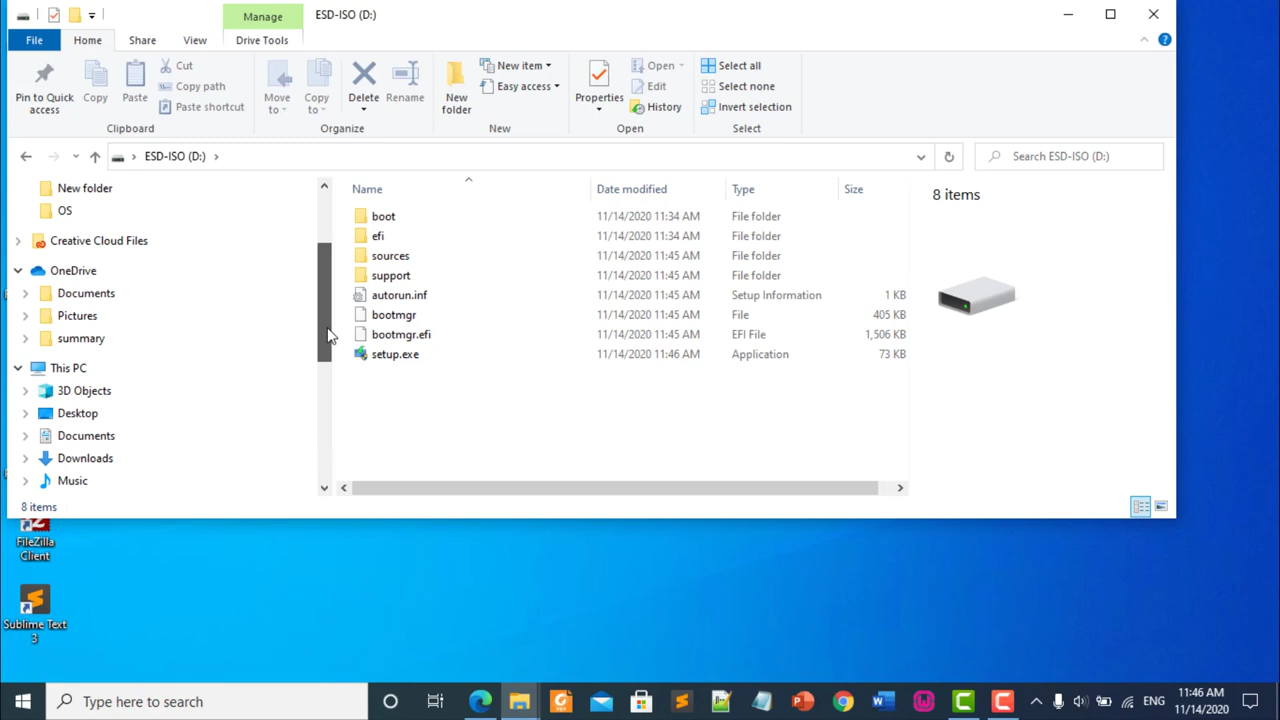 Manage
ESD-ISO (D:)
File
Home
Share
View
Drive Tools
Pin to Quick access
Copy
Paste
Cut
Copy path
Paste shortcut
Clipboard
Move to
Copy to
Delete
Rename
Organize
New folder
New item
Easy access
New
Properties
Open
Edit
History
Open
Select all
Select none
Invert selection
Select
ESD-ISO (D:)
Search ESD-ISO (D:)
New folder
OS
Creative Cloud Files
OneDrive
Documents
Pictures
summary
This PC
3D Objects
Desktop
Documents
Downloads
Music
Name Date modified Type Size
boot 11/14/2020 11:34 AM File folder
efi 11/14/2020 11:34 AM File folder
sources 11/14/2020 11:45 AM File folder
support 11/14/2020 11:45 AM File folder
autorun.inf 11/14/2020 11:45 AM Setup Information 1 KB
bootmgr 11/14/2020 11:45 AM File 405 KB
bootmgr.efi 11/14/2020 11:45 AM EFI File 1,506 KB
setup.exe 11/14/2020 11:46 AM Application 73 KB
8 items
8 items
FileZilla
Client
Sublime Text
3
Type here to search
ENG
11:46 AM
11/14/2020